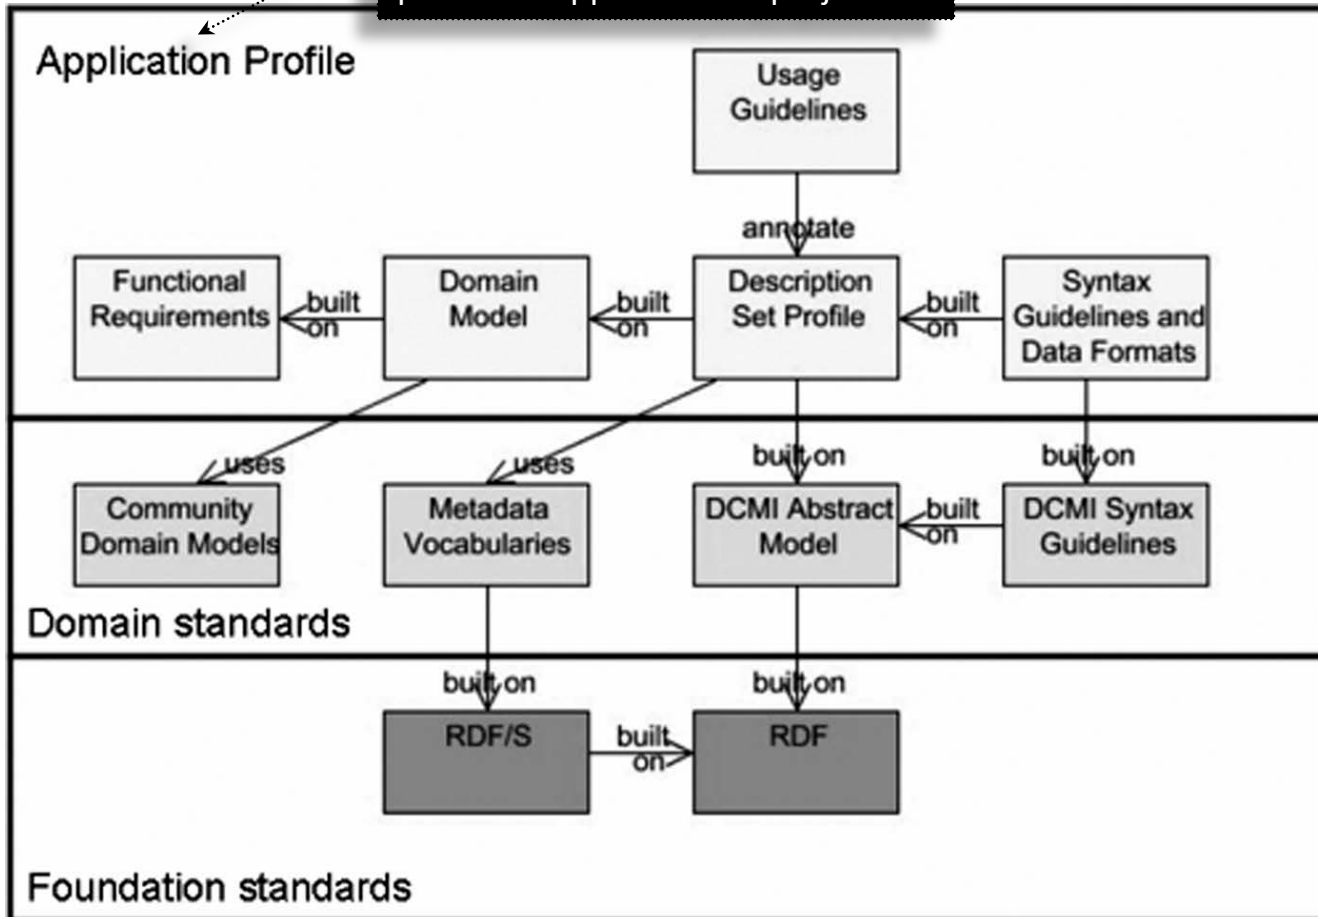 Application Profile
Usage
Guidelines
annotate
Functional
Requirements
built
on
Domain
Model
built
on
Description
Set Profile
built
on
Syntax
Guidelines and
Data Formats
uses
uses
built on
built on
Community
Domain Models
Metadata
Vocabularies
DCMI Abstract
Model
built
on
DCMI Syntax
Guidelines
Domain standards
built on
built on
RDF/S
built
on
RDF
Foundation standards